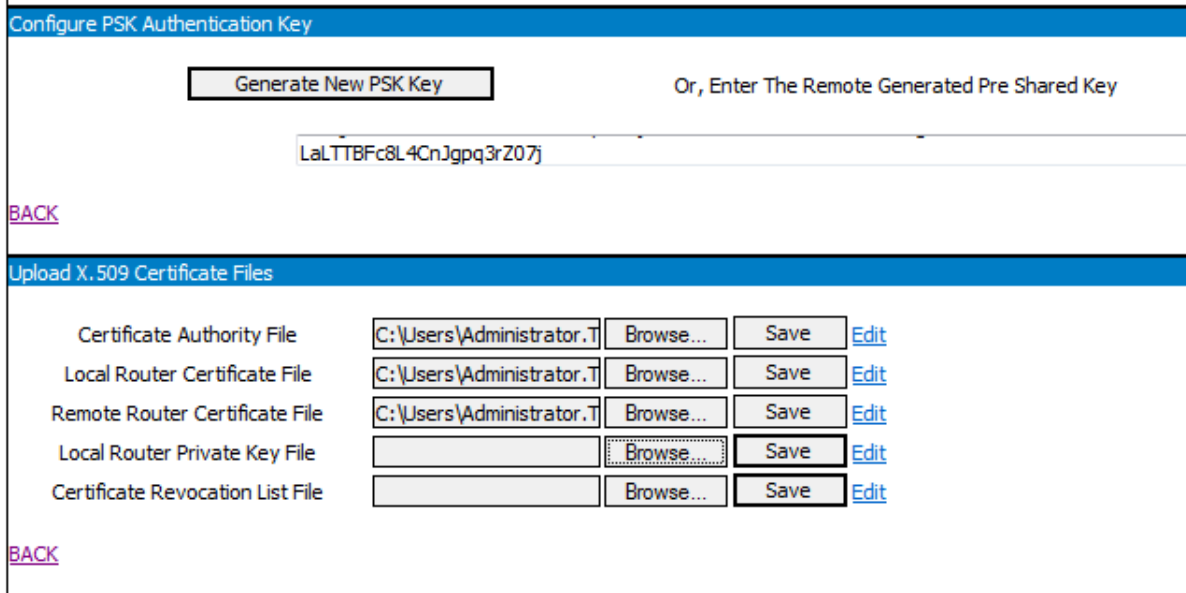 Configure PSK Authentication Key
Generate New PSK Key Or, Enter The Remote Generated Pre Shared Key
LaLTTBFc8L4CnJgpq3rZ07j
BACK
Upload X.509 Certificate Files
Certificate Authority File C:\Users\Administrator.T Browse... Save Edit
Local Router Certificate File C:\Users\Administrator.T Browse... Save Edit
Remote Router Certificate File C:\Users\Administrator.T Browse... Save Edit
Local Router Private Key File Browse... Save Edit
Certificate Revocation List File Browse... Save Edit
BACK